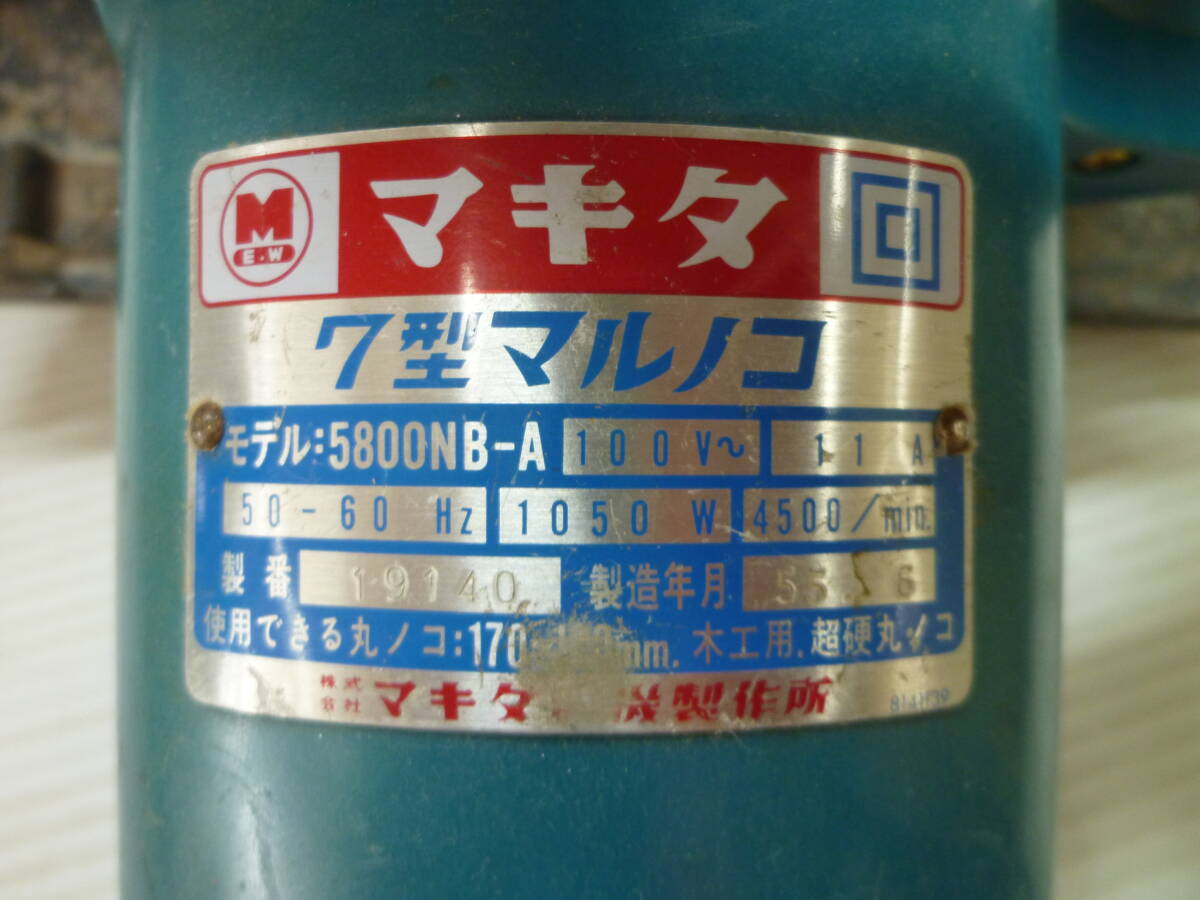 M E.W マキタ
7型マルノコ
モデル:5800NB-A 100V~ 11 A
50-60 Hz 1050 W 4500/min.
製番 19140 製造年月
使用できる丸ノコ:170 mm. 木工用.超硬丸ノコ
株式会社 マキタ 機製作所